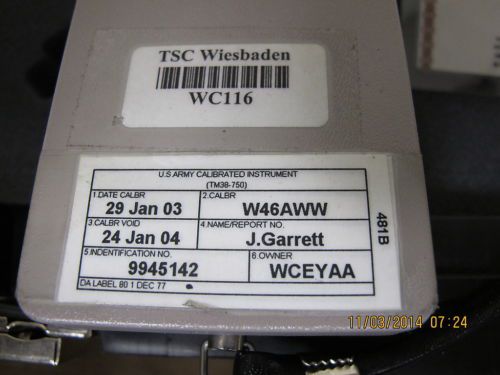 TSC Wiesbaden
WC116
U.S ARMY CALIBRATED INSTRUMENT
(TM38-750)
1.DATE CALBR 2.CALBR
29 Jan 03 W46AWW
3.CALBR VOID 4.NAME/REPORT NO.
24 Jan 04 J.Garrett
5.INDENTIFICATION NO. 6.OWNER
9945142 WCEYAA
DA LABEL 80 1 DEC 77
481B
11/03/2014 07:24